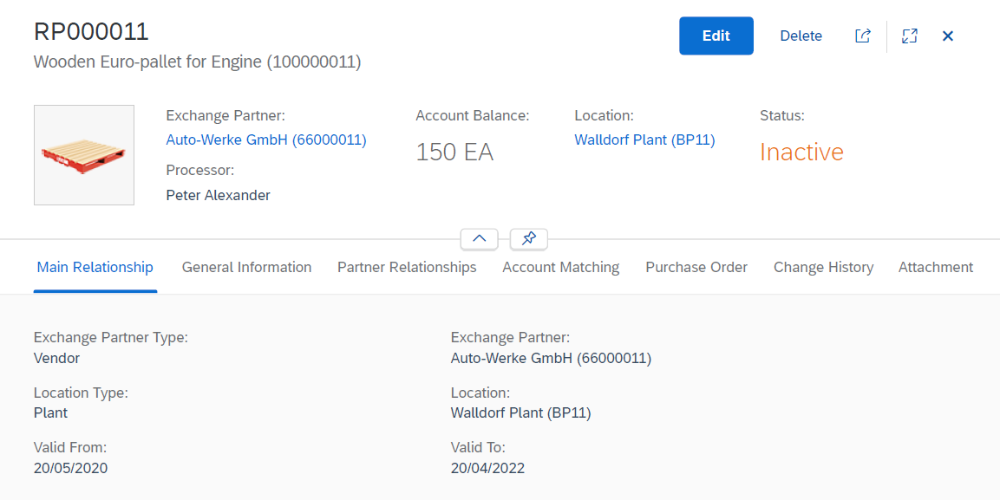 RP000011
Edit
Delete
Wooden Euro-pallet for Engine (100000011)
Exchange Partner:
Auto-Werke GmbH (66000011)
Processor:
Peter Alexander
Account Balance:
150 EA
Location:
Walldorf Plant (BP11)
Status:
Inactive
Main Relationship
General Information
Partner Relationships
Account Matching
Purchase Order
Change History
Attachment
Exchange Partner Type:
Vendor
Exchange Partner:
Auto-Werke GmbH (66000011)
Location Type:
Plant
Location:
Walldorf Plant (BP11)
Valid From:
20/05/2020
Valid To:
20/04/2022